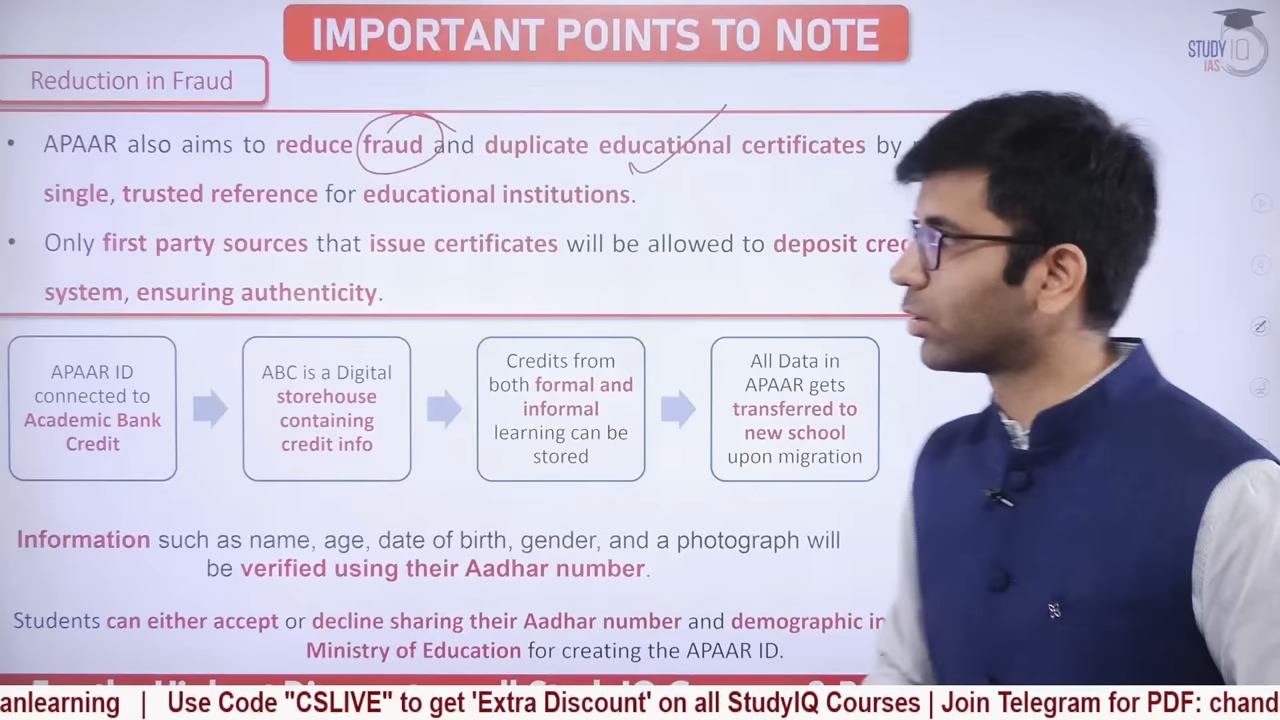 IMPORTANT POINTS TO NOTE
STUDY IQ
IAS
Reduction in Fraud
• APAAR also aims to reduce fraud and duplicate educational certificates by
single, trusted reference for educational institutions.
• Only first party sources that issue certificates will be allowed to deposit
system, ensuring authenticity.
APAAR ID
connected to
Academic Bank
Credit
ABC is a Digital
storehouse
containing
credit info
Credits from
both formal and
informal
learning can be
stored
All Data in
APAAR gets
transferred to
new school
upon migration
Information such as name, age, date of birth, gender, and a photograph will
be verified using their Aadhar number.
Students can either accept or decline sharing their Aadhar number and demographic
Ministry of Education for creating the APAAR ID.
anlearning | Use Code "CSLIVE" to get 'Extra Discount' on all StudyIQ Courses | Join Telegram for PDF: chand